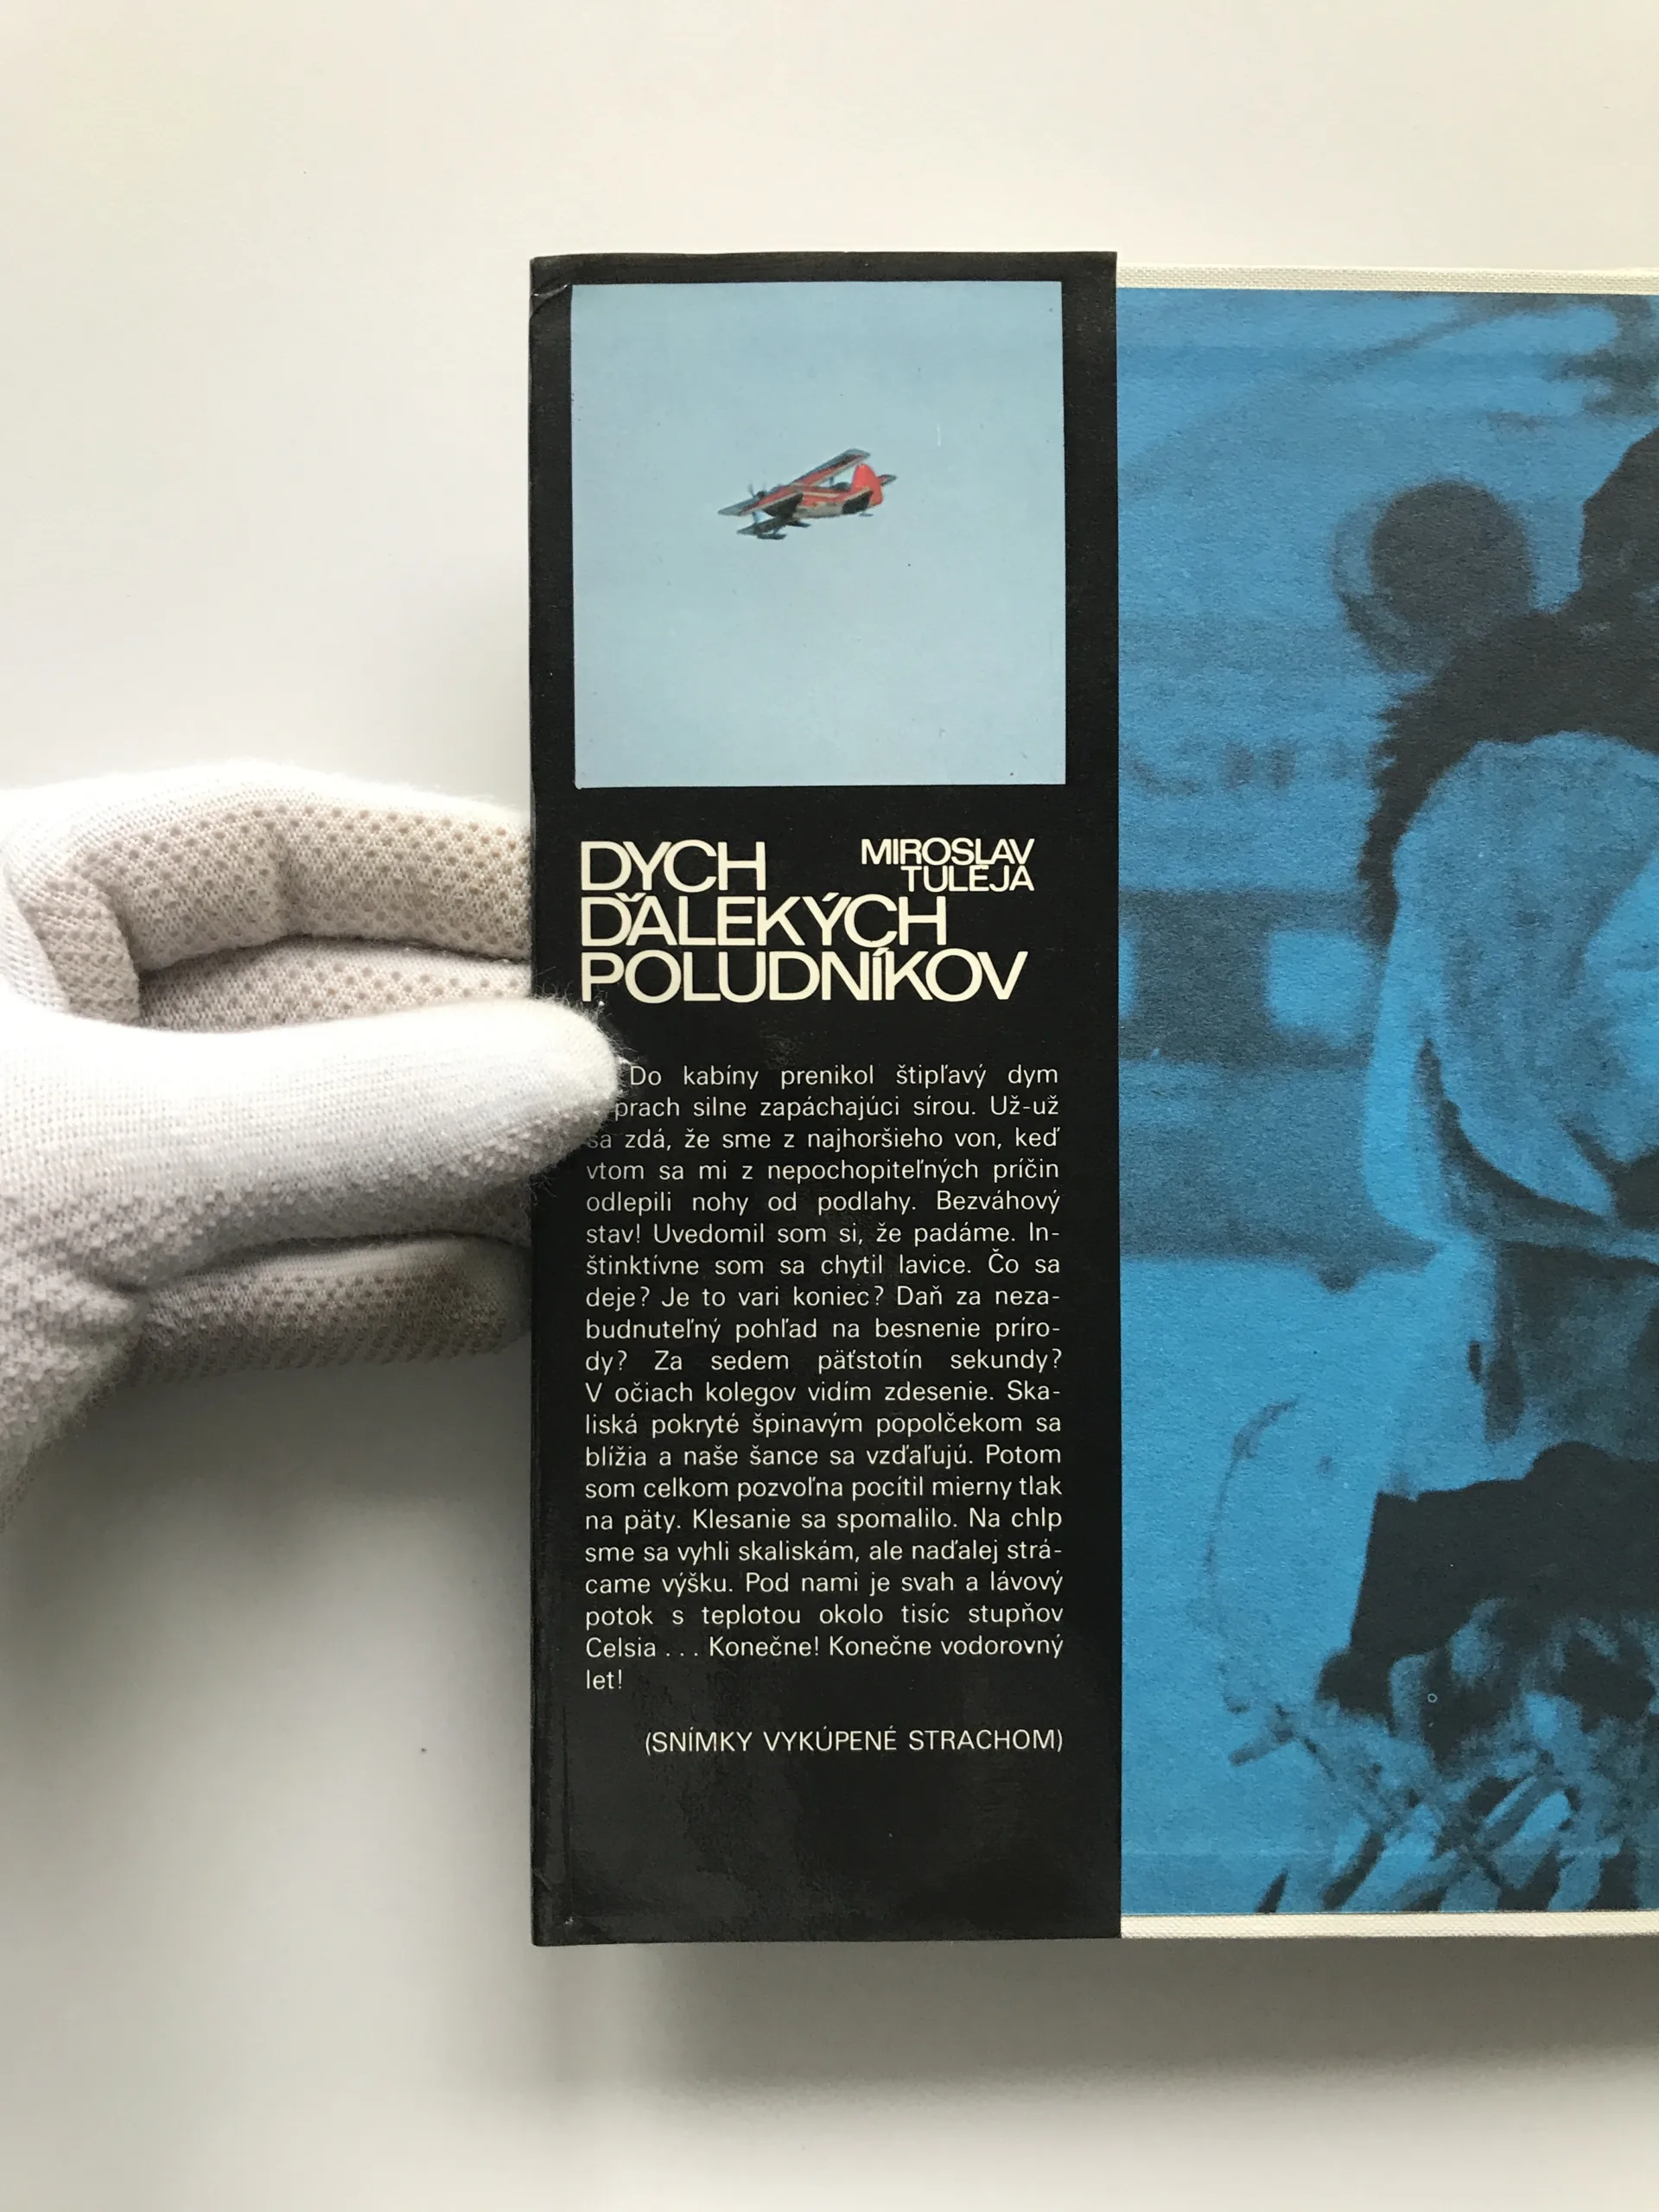 DYCH
ĎALEKÝCH
POLUDNÍKOV
MIROSLAV
TULEJA
Do kabíny prenikol štipľavý dym
prach silne zapáchajúci sírou. Už-už
sa zdá, že sme z najhoršieho von, keď
vtom sa mi z nepochopiteľných príčin
odlepili nohy od podlahy. Bezváhový
stav! Uvedomil som si, že padáme. In-
štinktívne som sa chytil lavice. Čo sa
deje? Je to vari koniec? Daň za neza-
budnuteľný pohľad na besnenie príro-
dy? Za sedem päťstotín sekundy?
V očiach kolegov vidím zdesenie. Ska-
liská pokryté špinavým popolčekom sa
blížia a naše šance sa vzďaľujú. Potom
som celkom pozvoľna pocítil mierny tlak
na päty. Klesanie sa spomalilo. Na chlp
sme sa vyhli skaliskám, ale naďalej strá-
came výšku. Pod nami je svah a lávový
potok s teplotou okolo tisíc stupňov
Celsia . . . Konečne! Konečne vodorovný
let!
(SNÍMKY VYKÚPENÉ STRACHOM)